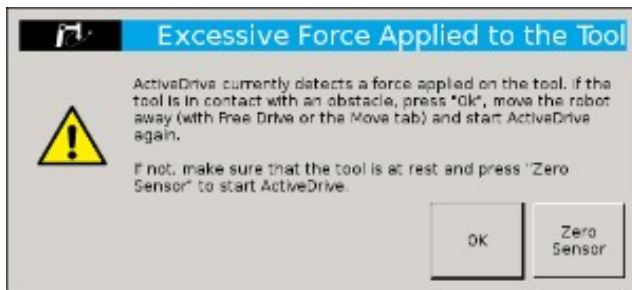 Excessive Force Applied to the Tool
ActiveDrive currently detects a force applied on the tool. If the
tool is in contact with an obstacle, press "Ok", move the robot
away (with Free Drive or the Move tab) and start ActiveDrive
again.
If not, make sure that the tool is at rest and press "Zero
Sensor" to start ActiveDrive.
OK
Zero
Sensor